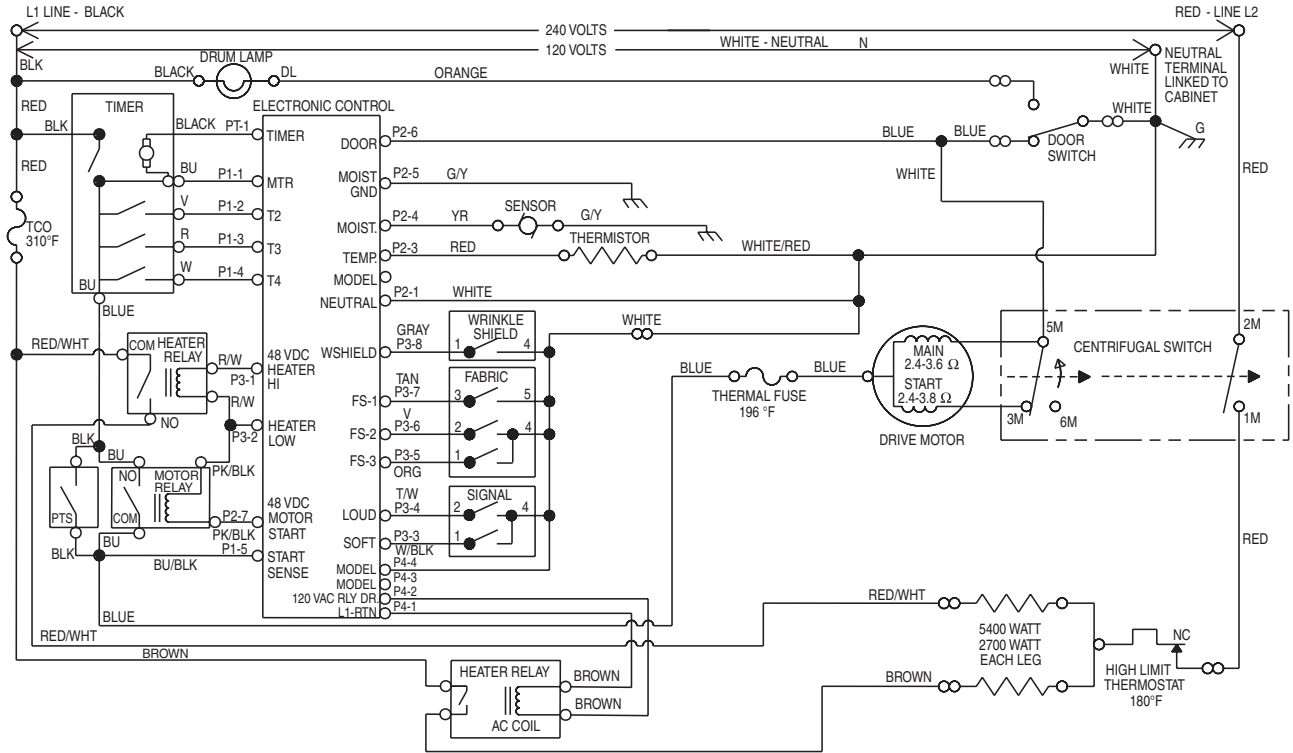 L1 LINE - BLACK
RED - LINE L2
240 VOLTS
120 VOLTS
WHITE - NEUTRAL N
BLK
DRUM LAMP
BLACK
DL
ORANGE
WHITE
NEUTRAL
TERMINAL
LINKED TO
CABINET
RED
TIMER
ELECTRONIC CONTROL
BLK
BLACK
PT-1
TIMER
WHITE
G
RED
BU
P1-1
MTR
V
P1-2
T2
R
P1-3
T3
W
P1-4
T4
BU
BLUE
TCO
310°F
DOOR
P2-6
BLUE
BLUE
DOOR
SWITCH
RED
WHITE
MOIST
GND
P2-5
G/Y
MOIST.
P2-4
YR
SENSOR
G/Y
TEMP.
P2-3
RED
THERMISTOR
WHITE/RED
MODEL
NEUTRAL
P2-1
WHITE
WHITE
RED/WHT
COM
HEATER
RELAY
R/W
P3-1
R/W
NO
48 VDC
HEATER
HI
P3-2
HEATER
LOW
WSHIELD
GRAY
P3-8
WRINKLE
SHIELD
1
4
FABRIC
FS-1
TAN
P3-7
3
5
FS-2
V
P3-6
2
4
FS-3
P3-5
ORG
1
SIGNAL
LOUD
T/W
P3-4
2
4
SOFT
P3-3
W/BLK
1
MODEL
P4-4
MODEL
P4-3
120 VAC RLY DR.
P4-2
L1-RTN
P4-1
BLK
BU
NO
MOTOR
RELAY
PK/BLK
PTS
COM
P2-7
PK/BLK
48 VDC
MOTOR
START
BLK
BU
P1-5
BU/BLK
START
SENSE
BLUE
BLUE
THERMAL FUSE
196 °F
BLUE
MAIN
2.4-3.6 Ω
START
2.4-3.8 Ω
DRIVE MOTOR
5M
CENTRIFUGAL SWITCH
2M
3M
6M
1M
RED
RED/WHT
BROWN
RED/WHT
5400 WATT
2700 WATT
EACH LEG
NC
HIGH LIMIT
THERMOSTAT
180°F
BROWN
HEATER RELAY
BROWN
BROWN
AC COIL